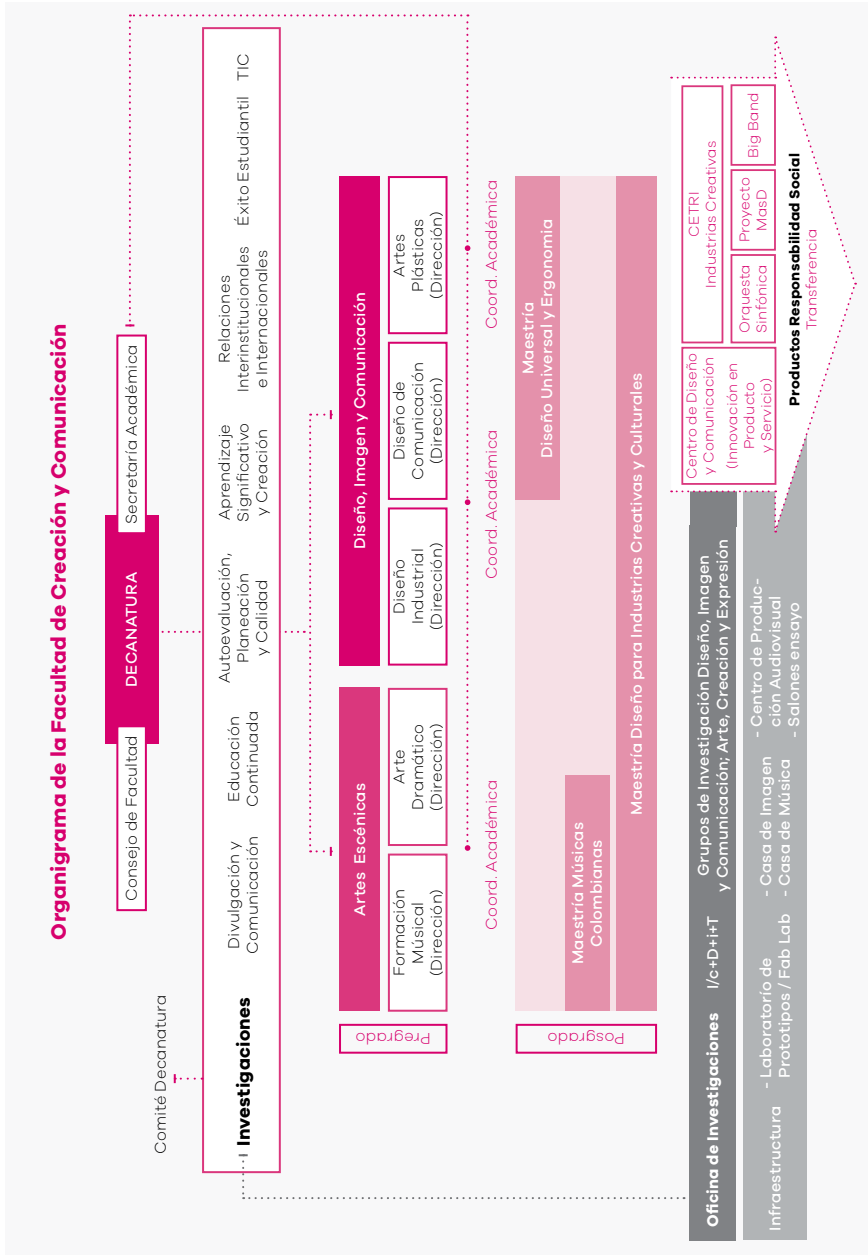 Organigrama de la Facultad de Creación y Comunicación
Consejo de Facultad
DECANATURA
Secretaría Académica
Comité Decanatura
Investigaciones
Divulgación y
Comunicación
Educación
Continuada
Autoevaluación,
Planeación
y Calidad
Aprendizaje
Significativo
y Creación
Relaciones
Interinstitucionales
e Internacionales
Éxito Estudiantil
TIC
Pregrado
Artes Escénicas
Diseño, Imagen y Comunicación
Formación
Músical
(Dirección)
Arte
Dramático
(Dirección)
Diseño
Industrial
(Dirección)
Diseño de
Comunicación
(Dirección)
Artes
Plásticas
(Dirección)
Coord. Académica
Coord. Académica
Coord. Académica
Posgrado
Maestría
Diseño Universal y Ergonomia
Maestría Músicas
Colombianas
Maestría Diseño para Industrias Creativas y Culturales
Oficina de Investigaciones
I/c+D+i+T
Grupos de Investigación Diseño, Imagen
y Comunicación; Arte, Creación y Expresión
Infraestructura
- Laboratorio de
Prototipos / Fab Lab
- Casa de Imagen
- Casa de Música
- Centro de Produc-
ción Audiovisual
- Salones ensayo
Centro de Diseño
y Comunicación
(Innovación en
Producto
y Servicio)
CETRI
Industrias Creativas
Orquesta
Sinfónica
Proyecto
MasD
Big Band
Productos Responsabilidad Social
Transferencia